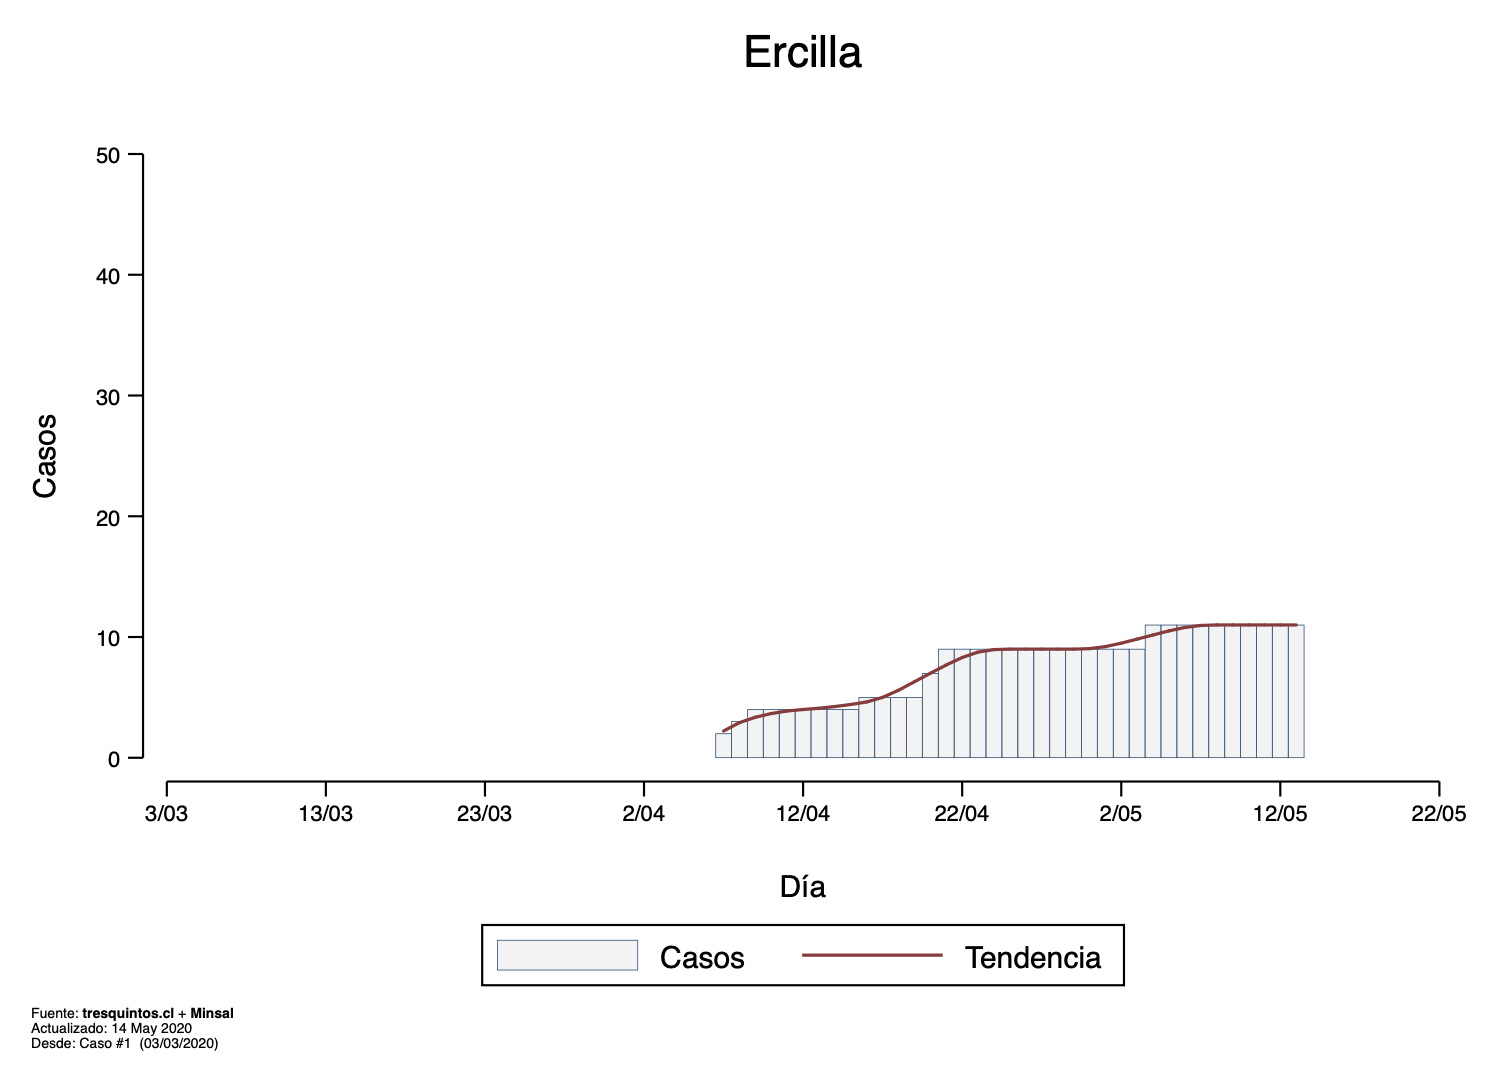 Ercilla
50
40
30
20
10
0
Casos
3/03 13/03 23/03 2/04 12/04 22/04 2/05 12/05 22/05
Día
Casos Tendencia
Fuente: tresquintos.cl + Minsal
Actualizado: 14 May 2020
Desde: Caso #1 (03/03/2020)